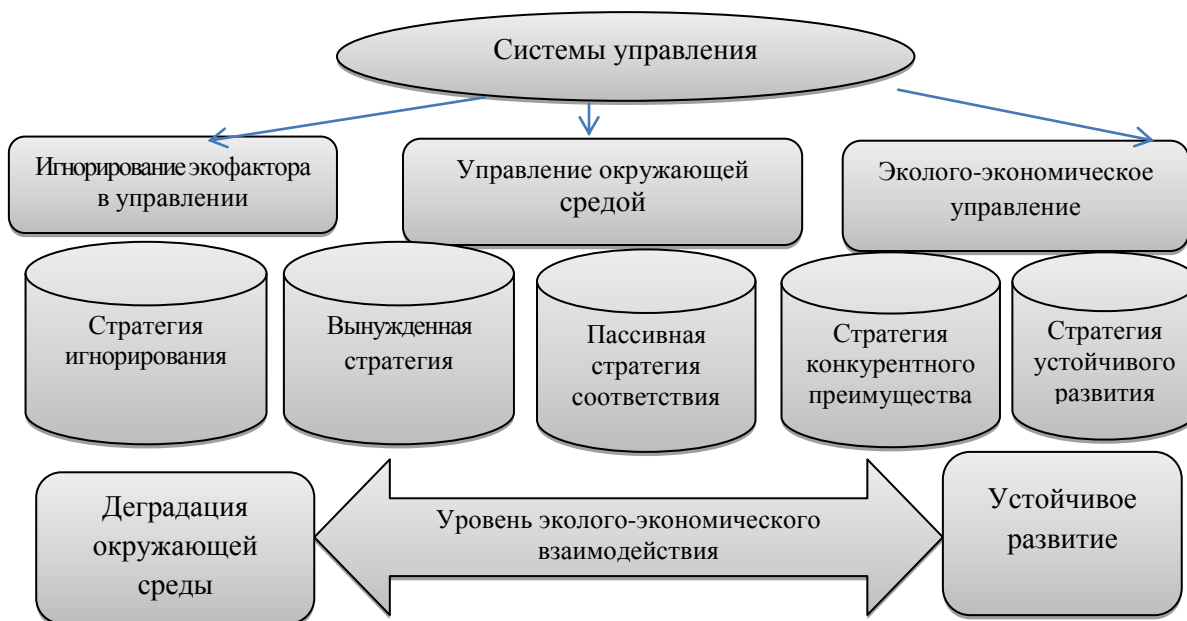 Системы управления
Игнорирование экофактора
в управлении
Управление окружающей
средой
Эколого-экономическое
управление
Стратегия
игнорирования
Вынужденная
стратегия
Пассивная
стратегия
соответствия
Стратегия
конкурентного
преимущества
Стратегия
устойчивого
развития
Деградация
окружающей
среды
Уровень эколого-экономического
взаимодействия
Устойчивое
развитие